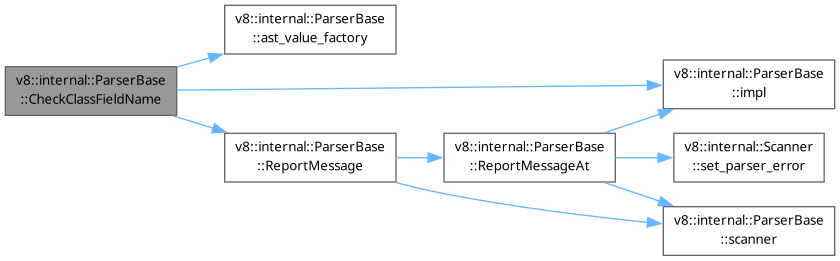 v8::internal::ParserBase
::CheckClassFieldName
v8::internal::ParserBase
::ast_value_factory
v8::internal::ParserBase
::ReportMessage
v8::internal::ParserBase
::ReportMessageAt
v8::internal::ParserBase
::impl
v8::internal::Scanner
::set_parser_error
v8::internal::ParserBase
::scanner